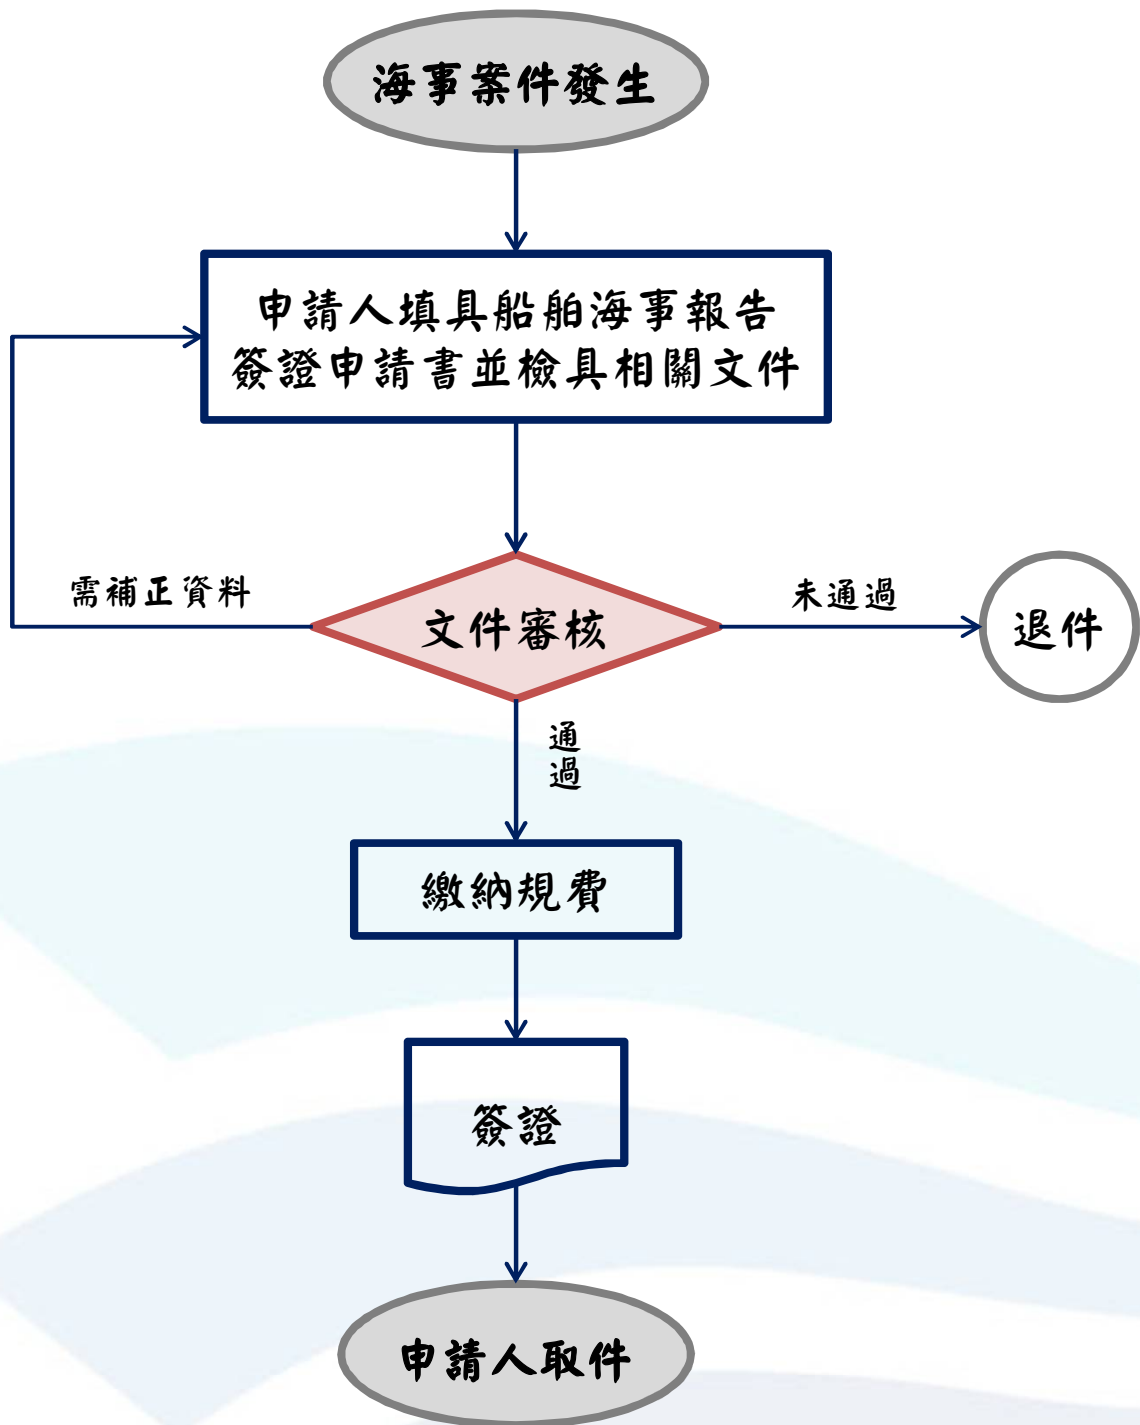 海事案件發生
申請人填具船舶海事報告
簽證申請書並檢具相關文件
需補正資料
文件審核
未通過
退件
通
過
繳納規費
簽證
申請人取件